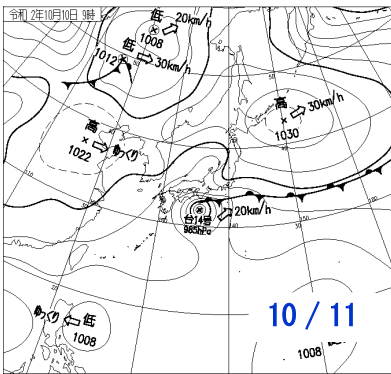 令和 2年10月10日 9時
低
20km/h
1008
低
30km/h
1012
高
30km/h
1030
高
ゆっくり
1022
台14号
985hPa
20km/h
ゆっくり
低
1008
10 / 11
1008